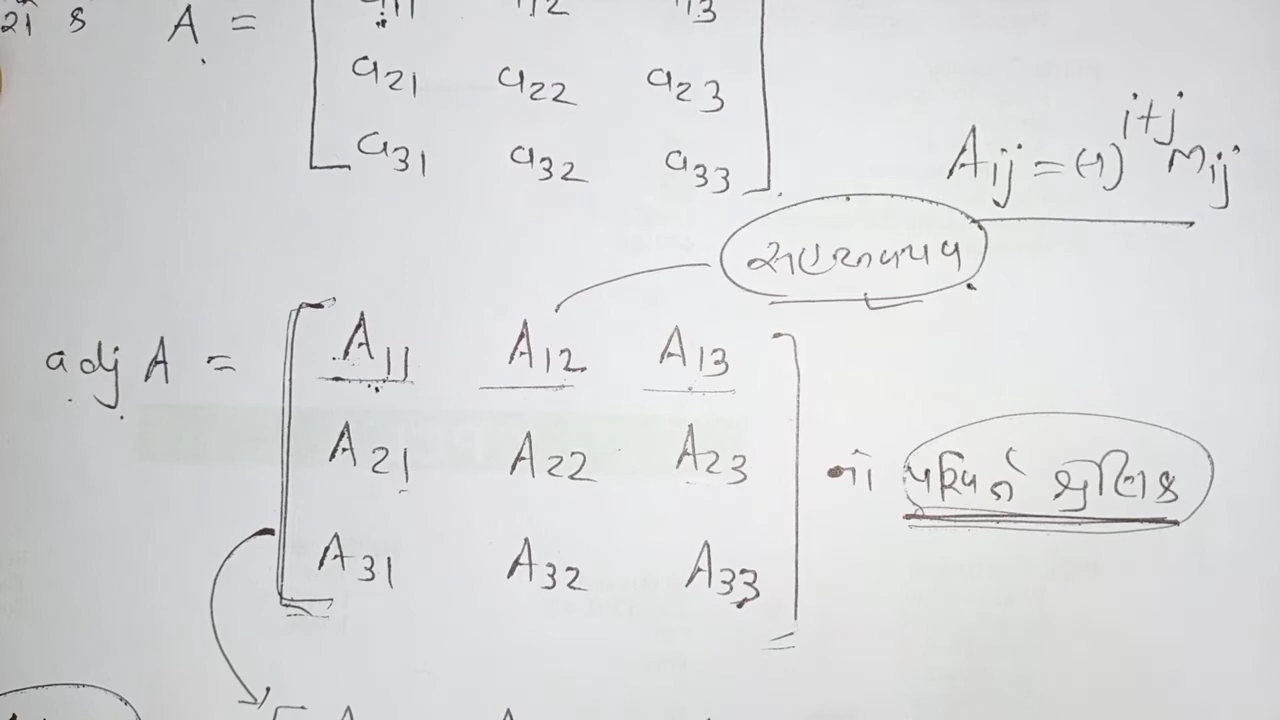 A =
a21 a22 a23
a31 a32 a33
Aij = (-1)^i+j Mij
સહઅવયવ
adj A = A11 A12 A13
A21 A22 A23 નો પરિવર્ત શ્રેણિક
A31 A32 A33